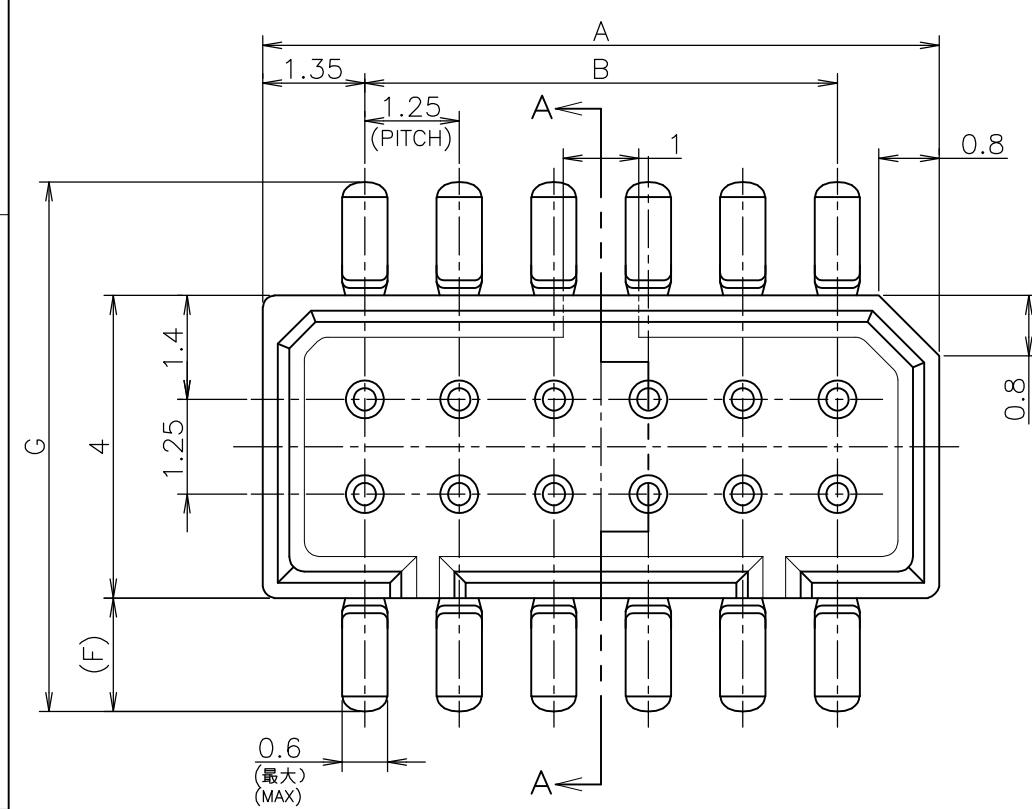 A
1.35
B
1.25
(PITCH)
A
1
0.8
1.4
0.8
G
4
1.25
(F)
0.6
(最大)
(MAX)
A